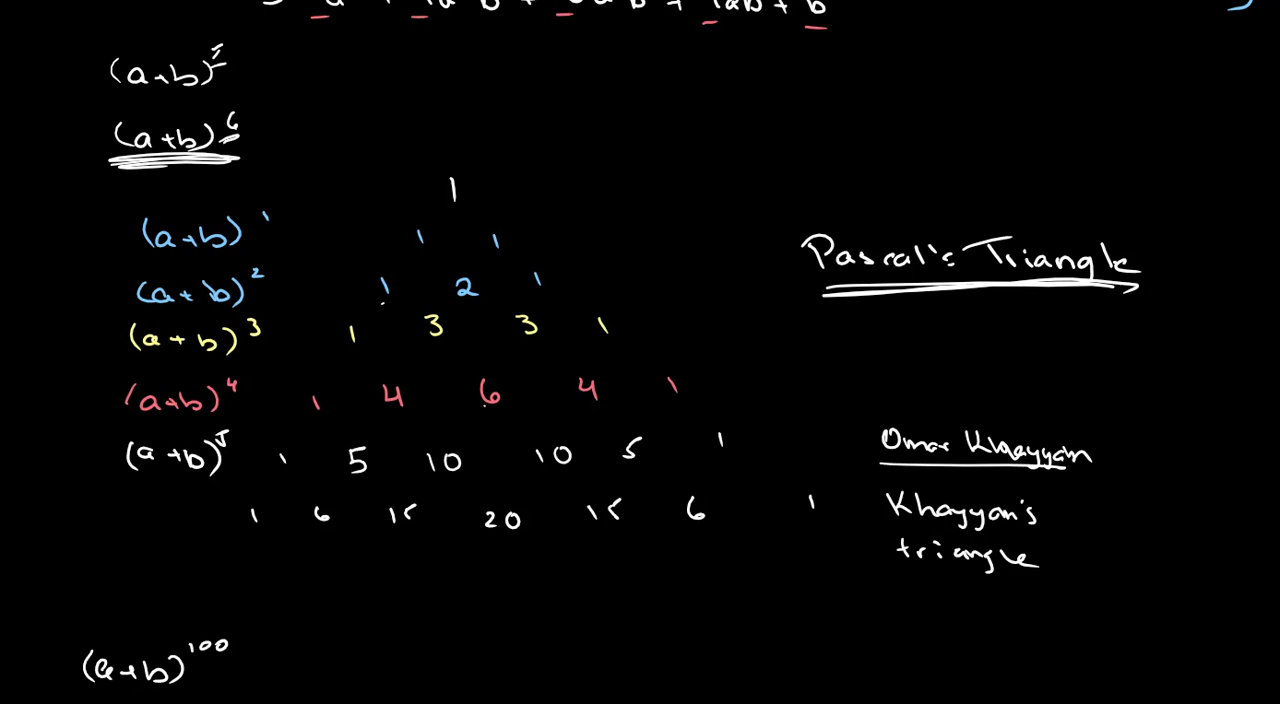 (a+b)^5
(a+b)^6
1
(a+b)^1 1 1
(a+b)^2 1 2 1
Pascal's Triangle
(a+b)^3 1 3 3 1
(a+b)^4 1 4 6 4 1
(a+b)^5 1 5 10 10 5 1
Omar Khayyam
1 6 15 20 15 6 1
Khayyam's
triangle
(a+b)^100